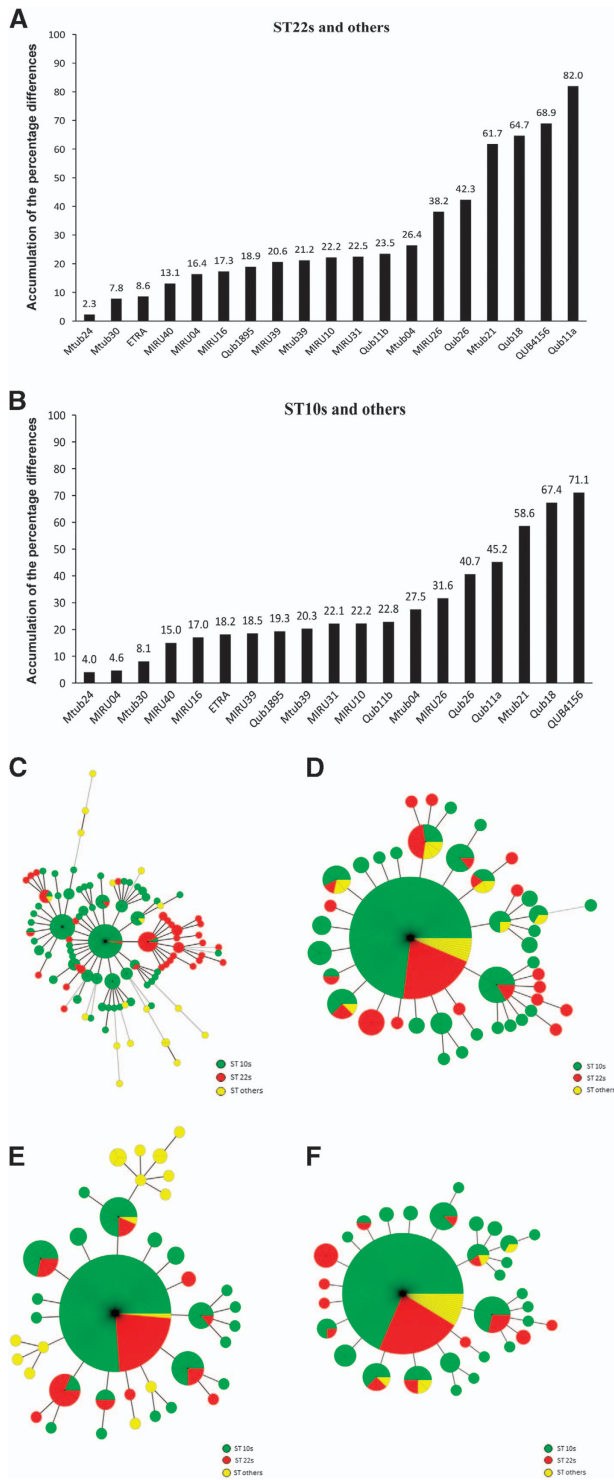 A
ST22s and others
Accumulation of the percentage differences
100
90
80
70
60
50
40
30
20
10
0
2.3
7.8
8.6
13.1
16.4
17.3
18.9
20.6
21.2
22.2
22.5
23.5
26.4
38.2
42.3
61.7
64.7
68.9
82.0
Mtub24
Mtub30
ETRA
MIRU40
MIRU04
MIRU16
Qub1895
MIRU39
Mtub39
MIRU10
MIRU31
Qub11b
Mtub04
MIRU26
Qub26
Mtub21
Qub18
QUB4156
Qub11a
B
ST10s and others
Accumulation of the percentage differences
100
90
80
70
60
50
40
30
20
10
0
4.0
4.6
8.1
15.0
17.0
18.2
18.5
19.3
20.3
22.1
22.2
22.8
27.5
31.6
40.7
45.2
58.6
67.4
71.1
Mtub24
MIRU04
Mtub30
MIRU40
MIRU16
ETRA
MIRU39
Qub1895
Mtub39
MIRU31
MIRU10
Qub11b
Mtub04
MIRU26
Qub26
Qub11a
Mtub21
Qub18
QUB4156
C
ST 10s
ST 22s
ST others
D
ST 10s
ST 22s
ST others
E
ST 10s
ST 22s
ST others
F
ST 10s
ST 22s
ST others